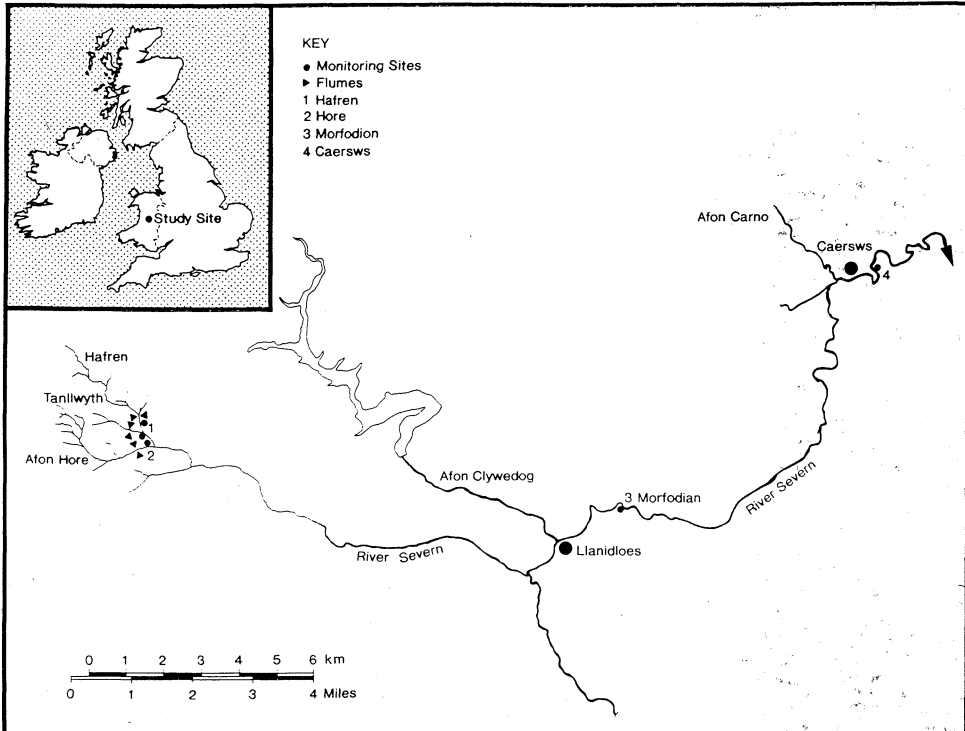 KEY
Monitoring Sites
Flumes
1 Hafren
2 Hore
3 Morfodion
4 Caersws
Study Site
Afon Carno
Caersws
4
Hafren
Tanllwyth
1
Afon Hore
2
Afon Clywedog
3 Morfodian
River Severn
Llanidloes
River Severn
0 1 2 3 4 5 6 km
0 1 2 3 4 Miles